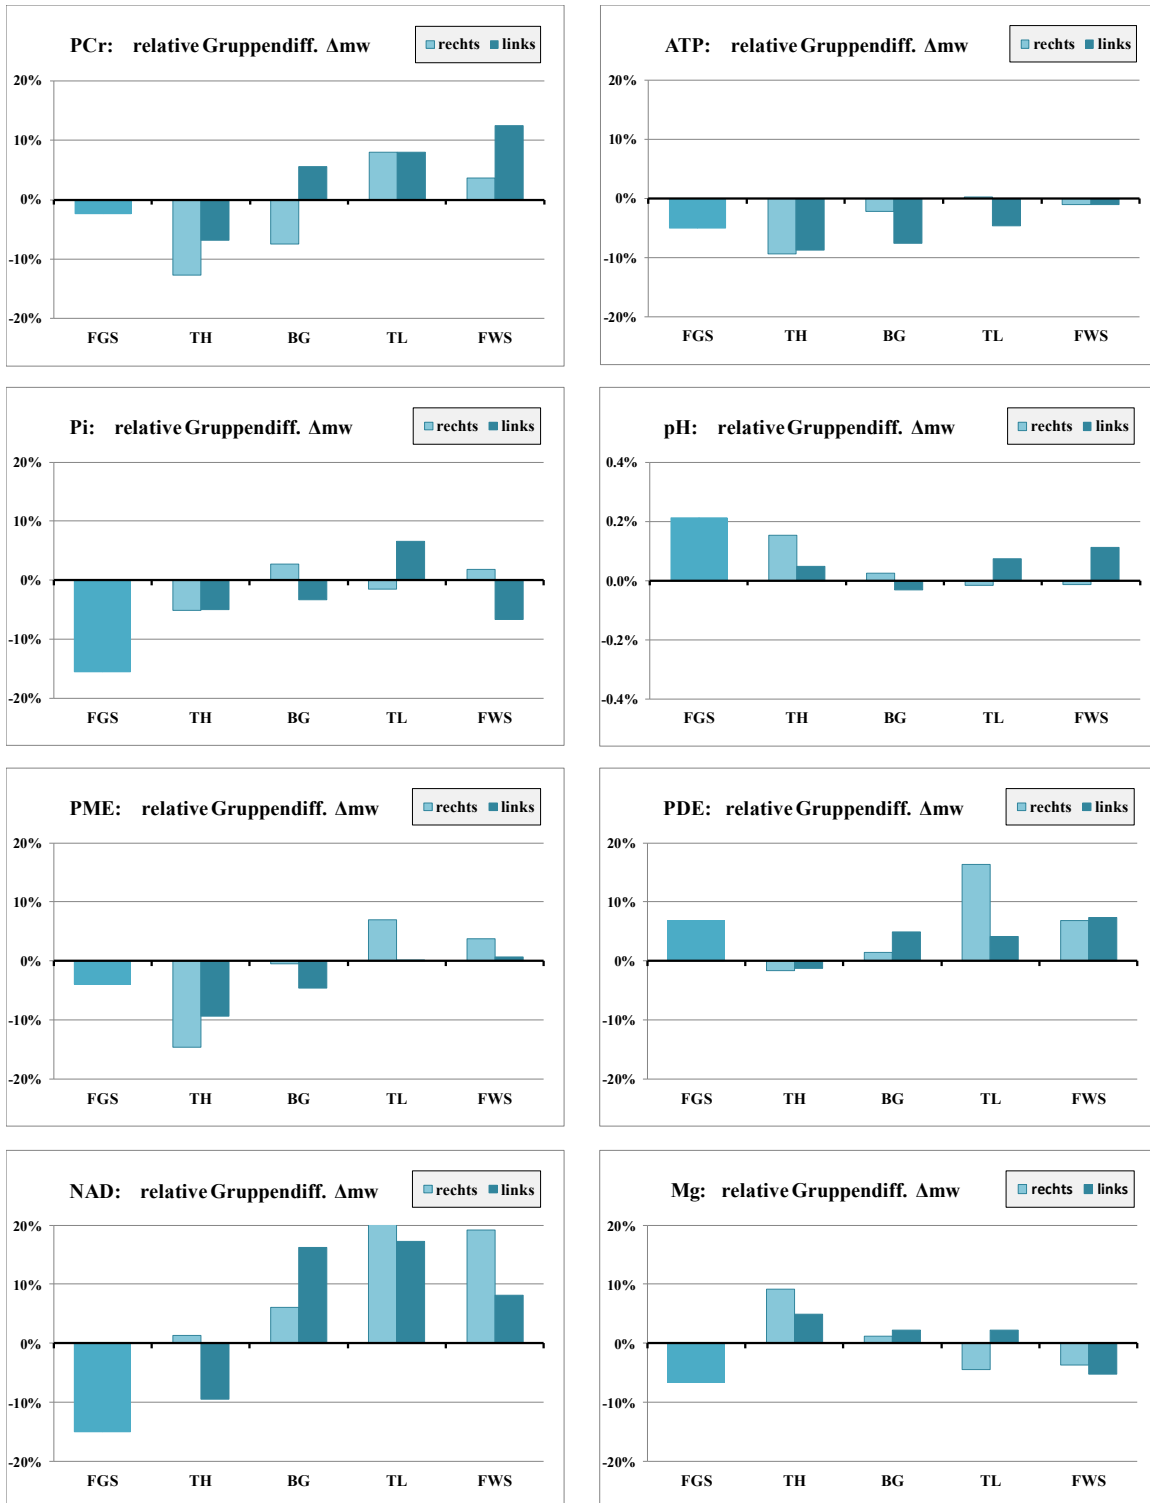 PCr: relative Gruppendiff. Δmw
rechts links
20%
10%
0%
-10%
-20%
FGS TH BG TL FWS
ATP: relative Gruppendiff. Δmw
rechts links
20%
10%
0%
-10%
-20%
FGS TH BG TL FWS
Pi: relative Gruppendiff. Δmw
rechts links
20%
10%
0%
-10%
-20%
FGS TH BG TL FWS
pH: relative Gruppendiff. Δmw
rechts links
0.4%
0.2%
0.0%
-0.2%
-0.4%
FGS TH BG TL FWS
PME: relative Gruppendiff. Δmw
rechts links
20%
10%
0%
-10%
-20%
FGS TH BG TL FWS
PDE: relative Gruppendiff. Δmw
rechts links
20%
10%
0%
-10%
-20%
FGS TH BG TL FWS
NAD: relative Gruppendiff. Δmw
rechts links
20%
10%
0%
-10%
-20%
FGS TH BG TL FWS
Mg: relative Gruppendiff. Δmw
rechts links
20%
10%
0%
-10%
-20%
FGS TH BG TL FWS